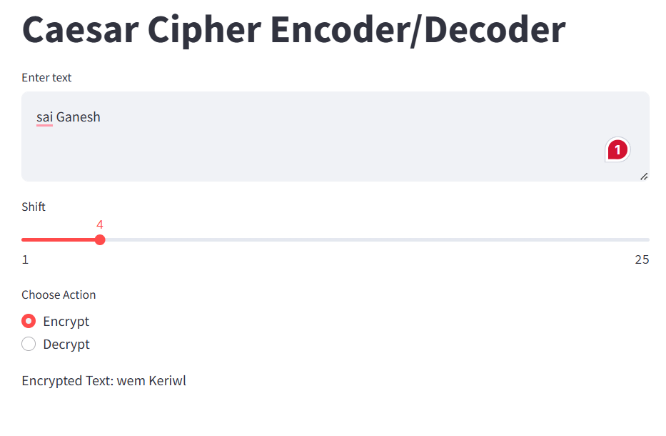 Caesar Cipher Encoder/Decoder
Enter text
sai Ganesh
1
Shift
4
1 25
Choose Action
Encrypt
Decrypt
Encrypted Text: wem Keriwl